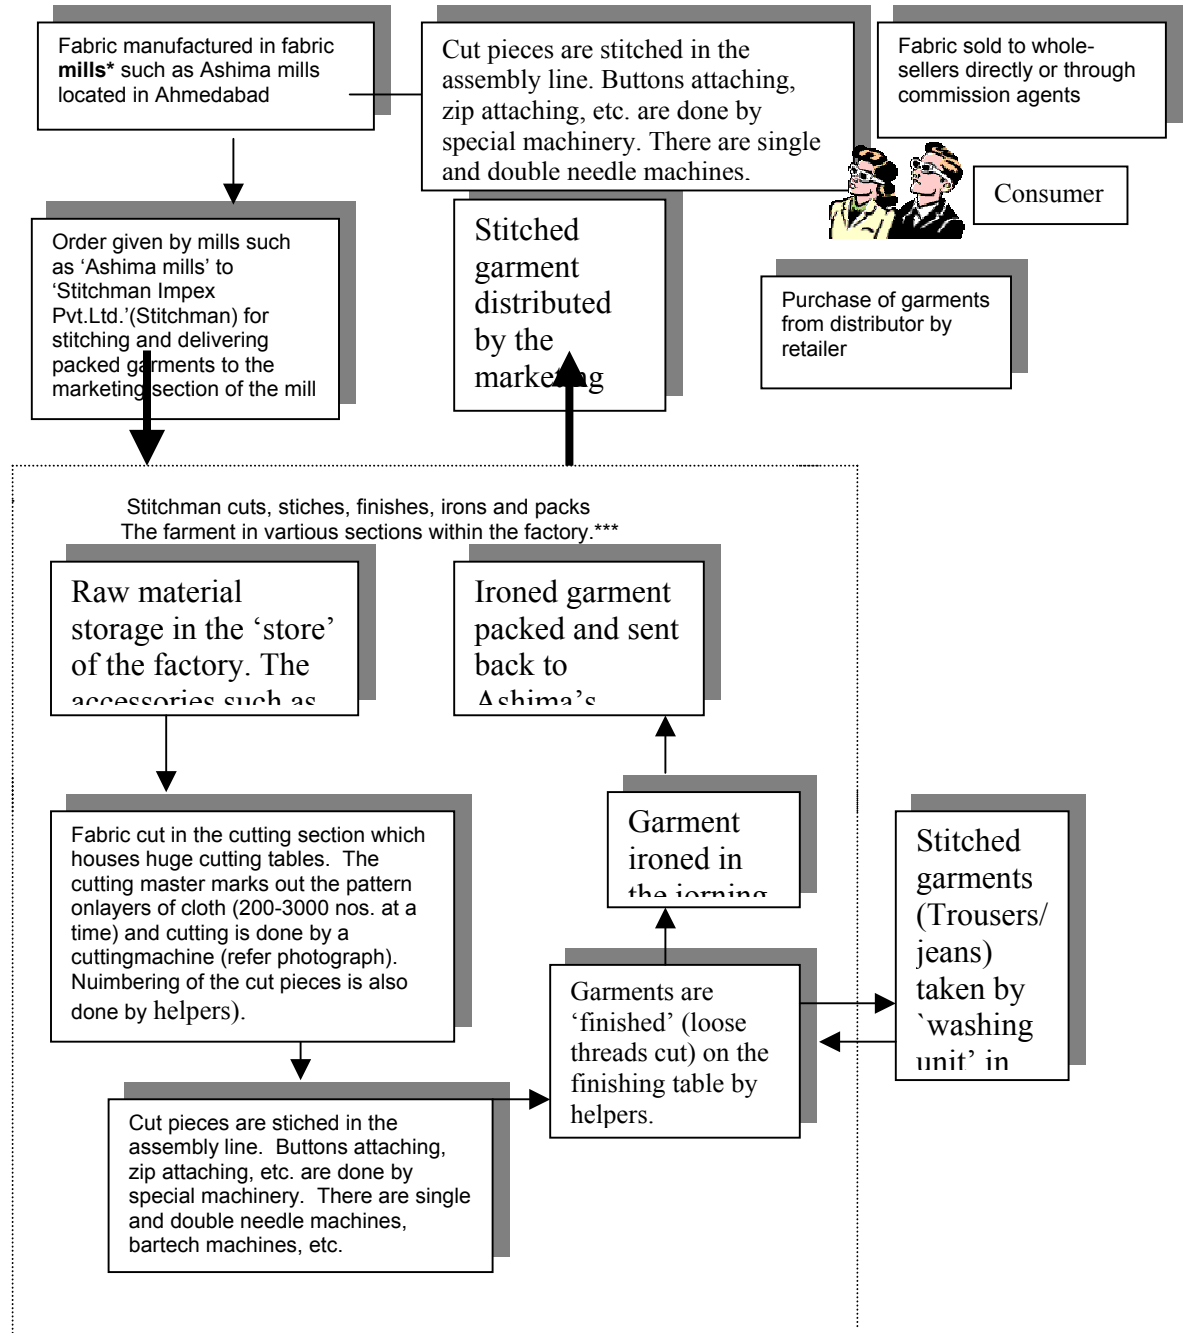 Fabric manufactured in fabric
mills* such as Ashima mills
located in Ahmedabad
Cut pieces are stitched in the
assembly line. Buttons attaching,
zip attaching, etc. are done by
special machinery. There are single
and double needle machines.
Fabric sold to whole-
sellers directly or through
commission agents
Consumer
Order given by mills such
as ‘Ashima mills’ to
‘Stitchman Impex
Pvt.Ltd.’(Stitchman) for
stitching and delivering
packed garments to the
marketing section of the mill
Stitched
garment
distributed
by the
marketing
Purchase of garments
from distributor by
retailer
Stitchman cuts, stiches, finishes, irons and packs
The farment in vartious sections within the factory.***
Raw material
storage in the ‘store’
of the factory. The
accessories such as
Ironed garment
packed and sent
back to
Ashima’s
Fabric cut in the cutting section which
houses huge cutting tables. The
cutting master marks out the pattern
onlayers of cloth (200-3000 nos. at a
time) and cutting is done by a
cuttingmachine (refer photograph).
Nuimbering of the cut pieces is also
done by helpers).
Garment
ironed in
the iorning
Stitched
garments
(Trousers/
jeans)
taken by
`washing
unit’ in
Garments are
‘finished’ (loose
threads cut) on the
finishing table by
helpers.
Cut pieces are stiched in the
assembly line. Buttons attaching,
zip attaching, etc. are done by
special machinery. There are single
and double needle machines,
bartech machines, etc.